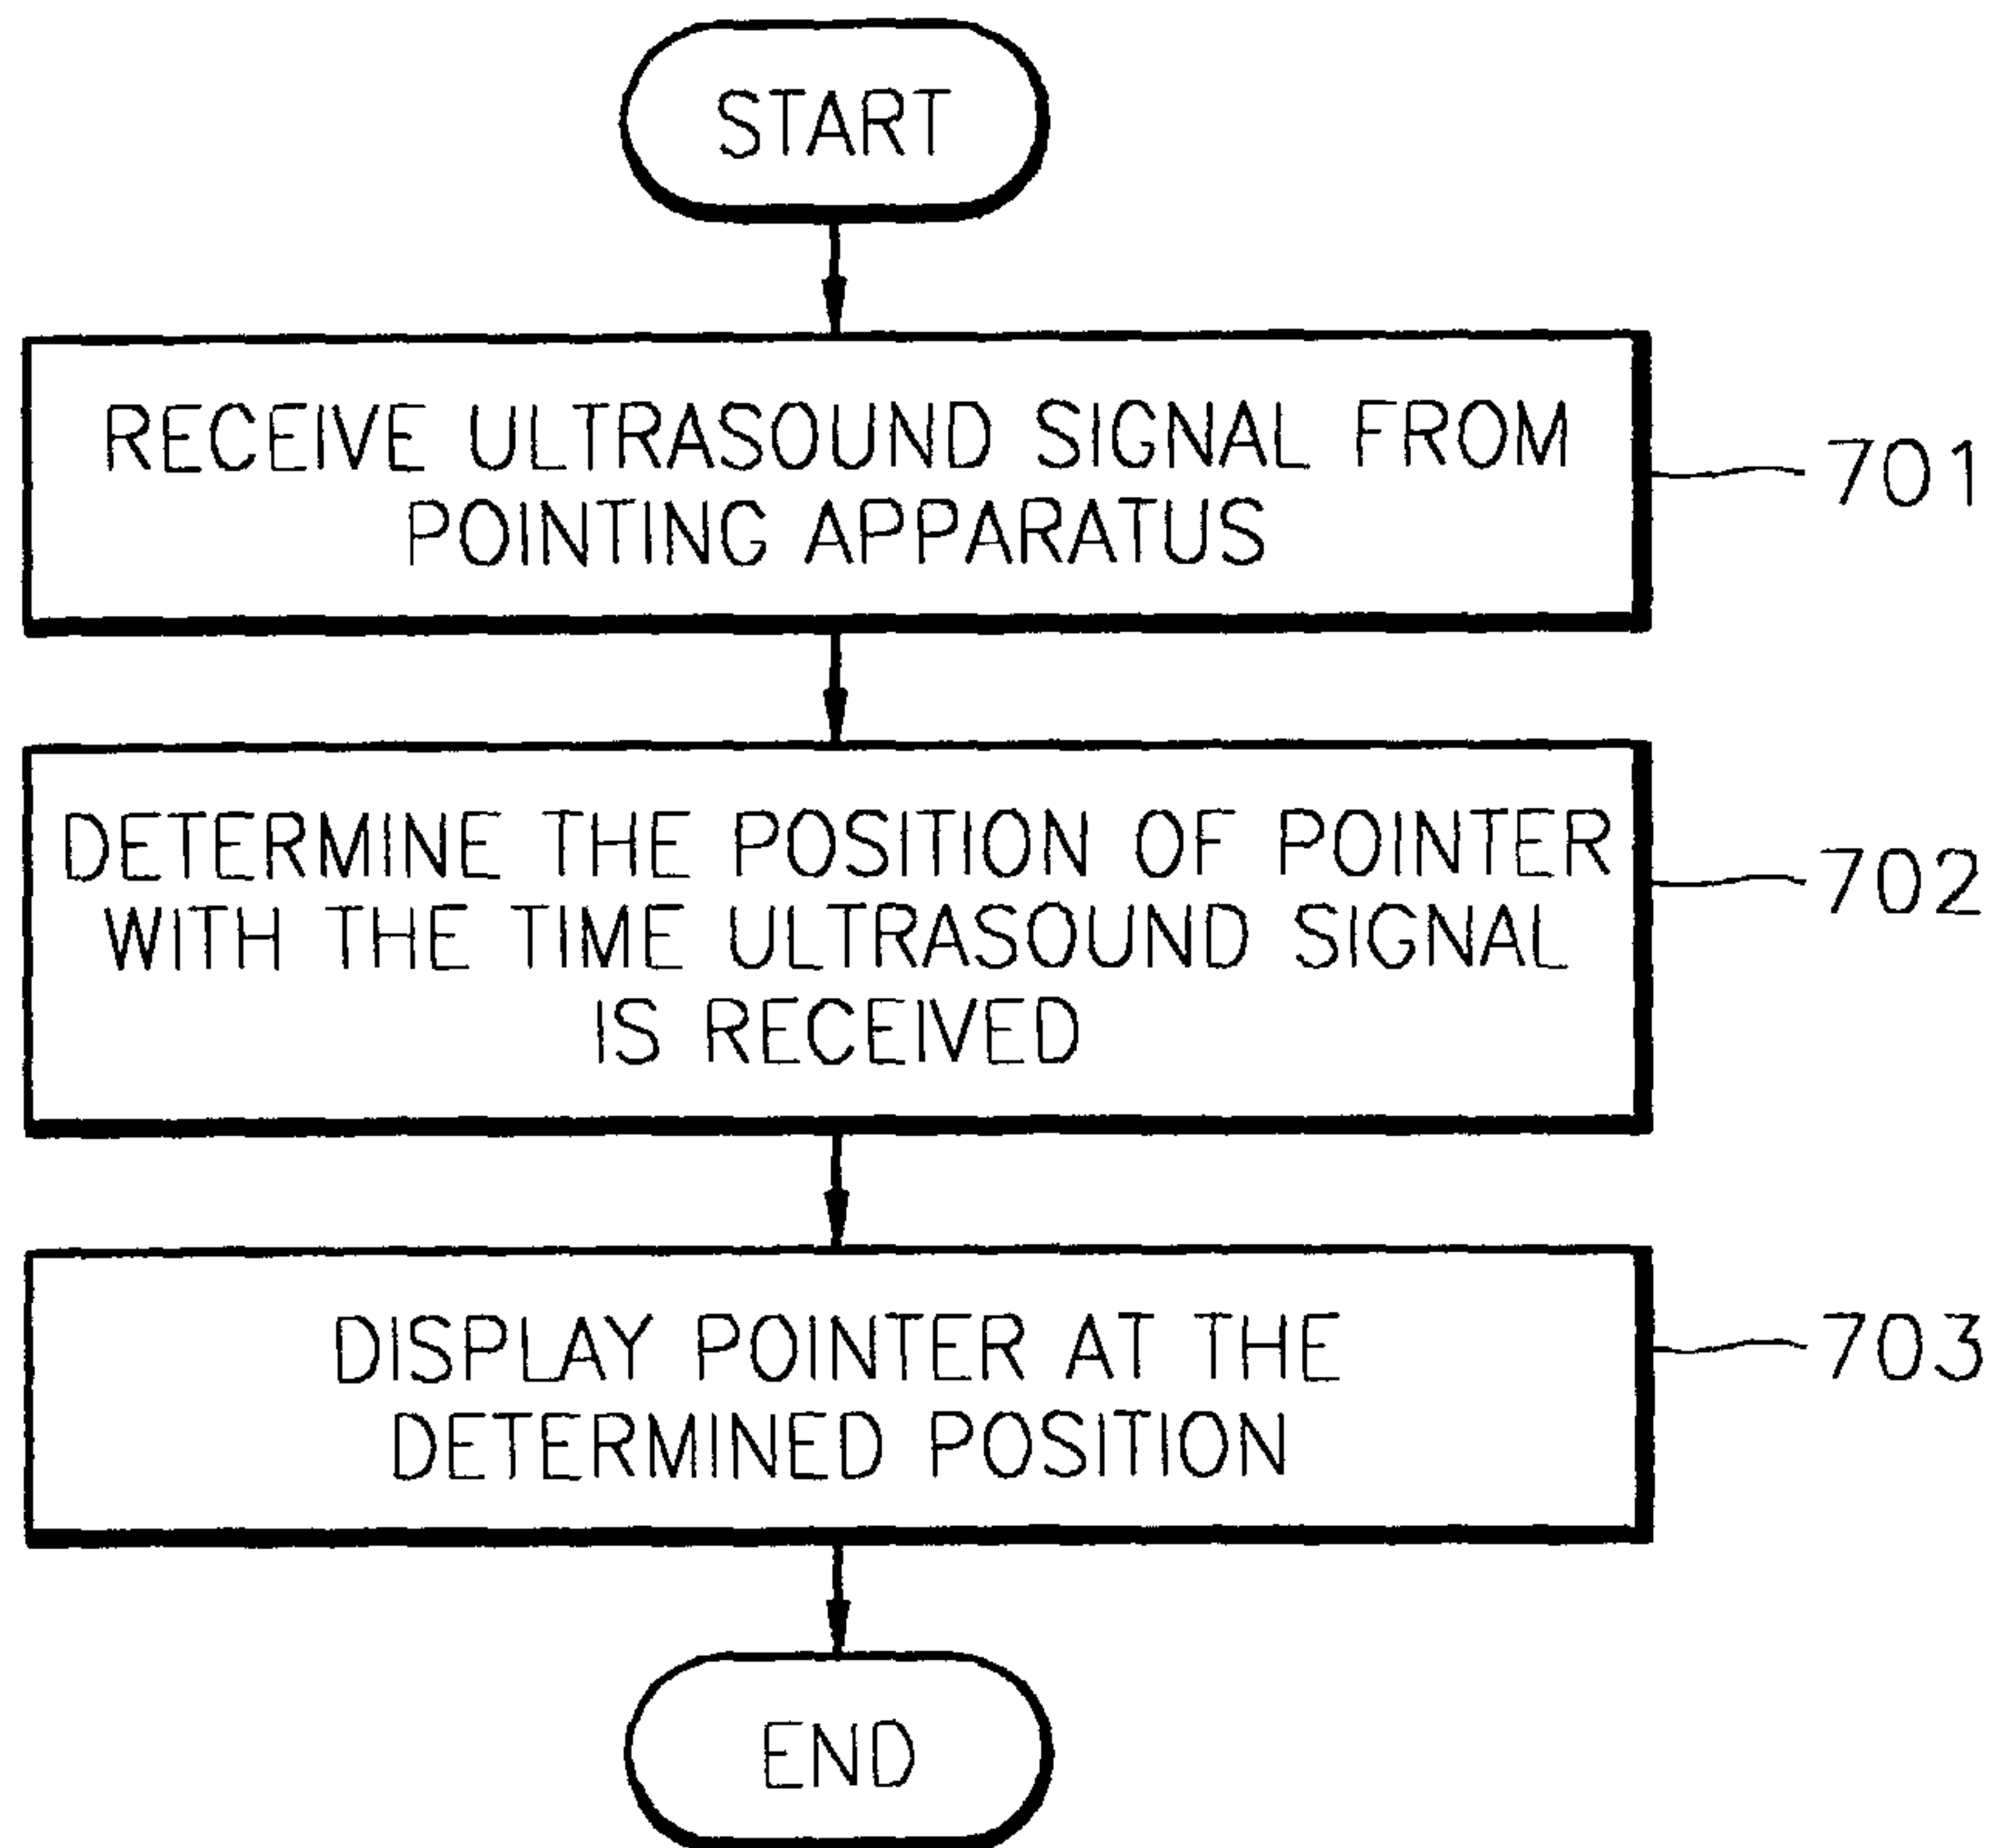 START
RECEIVE ULTRASOUND SIGNAL FROM
POINTING APPARATUS
701
DETERMINE THE POSITION OF POINTER
WITH THE TIME ULTRASOUND SIGNAL
IS RECEIVED
702
DISPLAY POINTER AT THE
DETERMINED POSITION
703
END